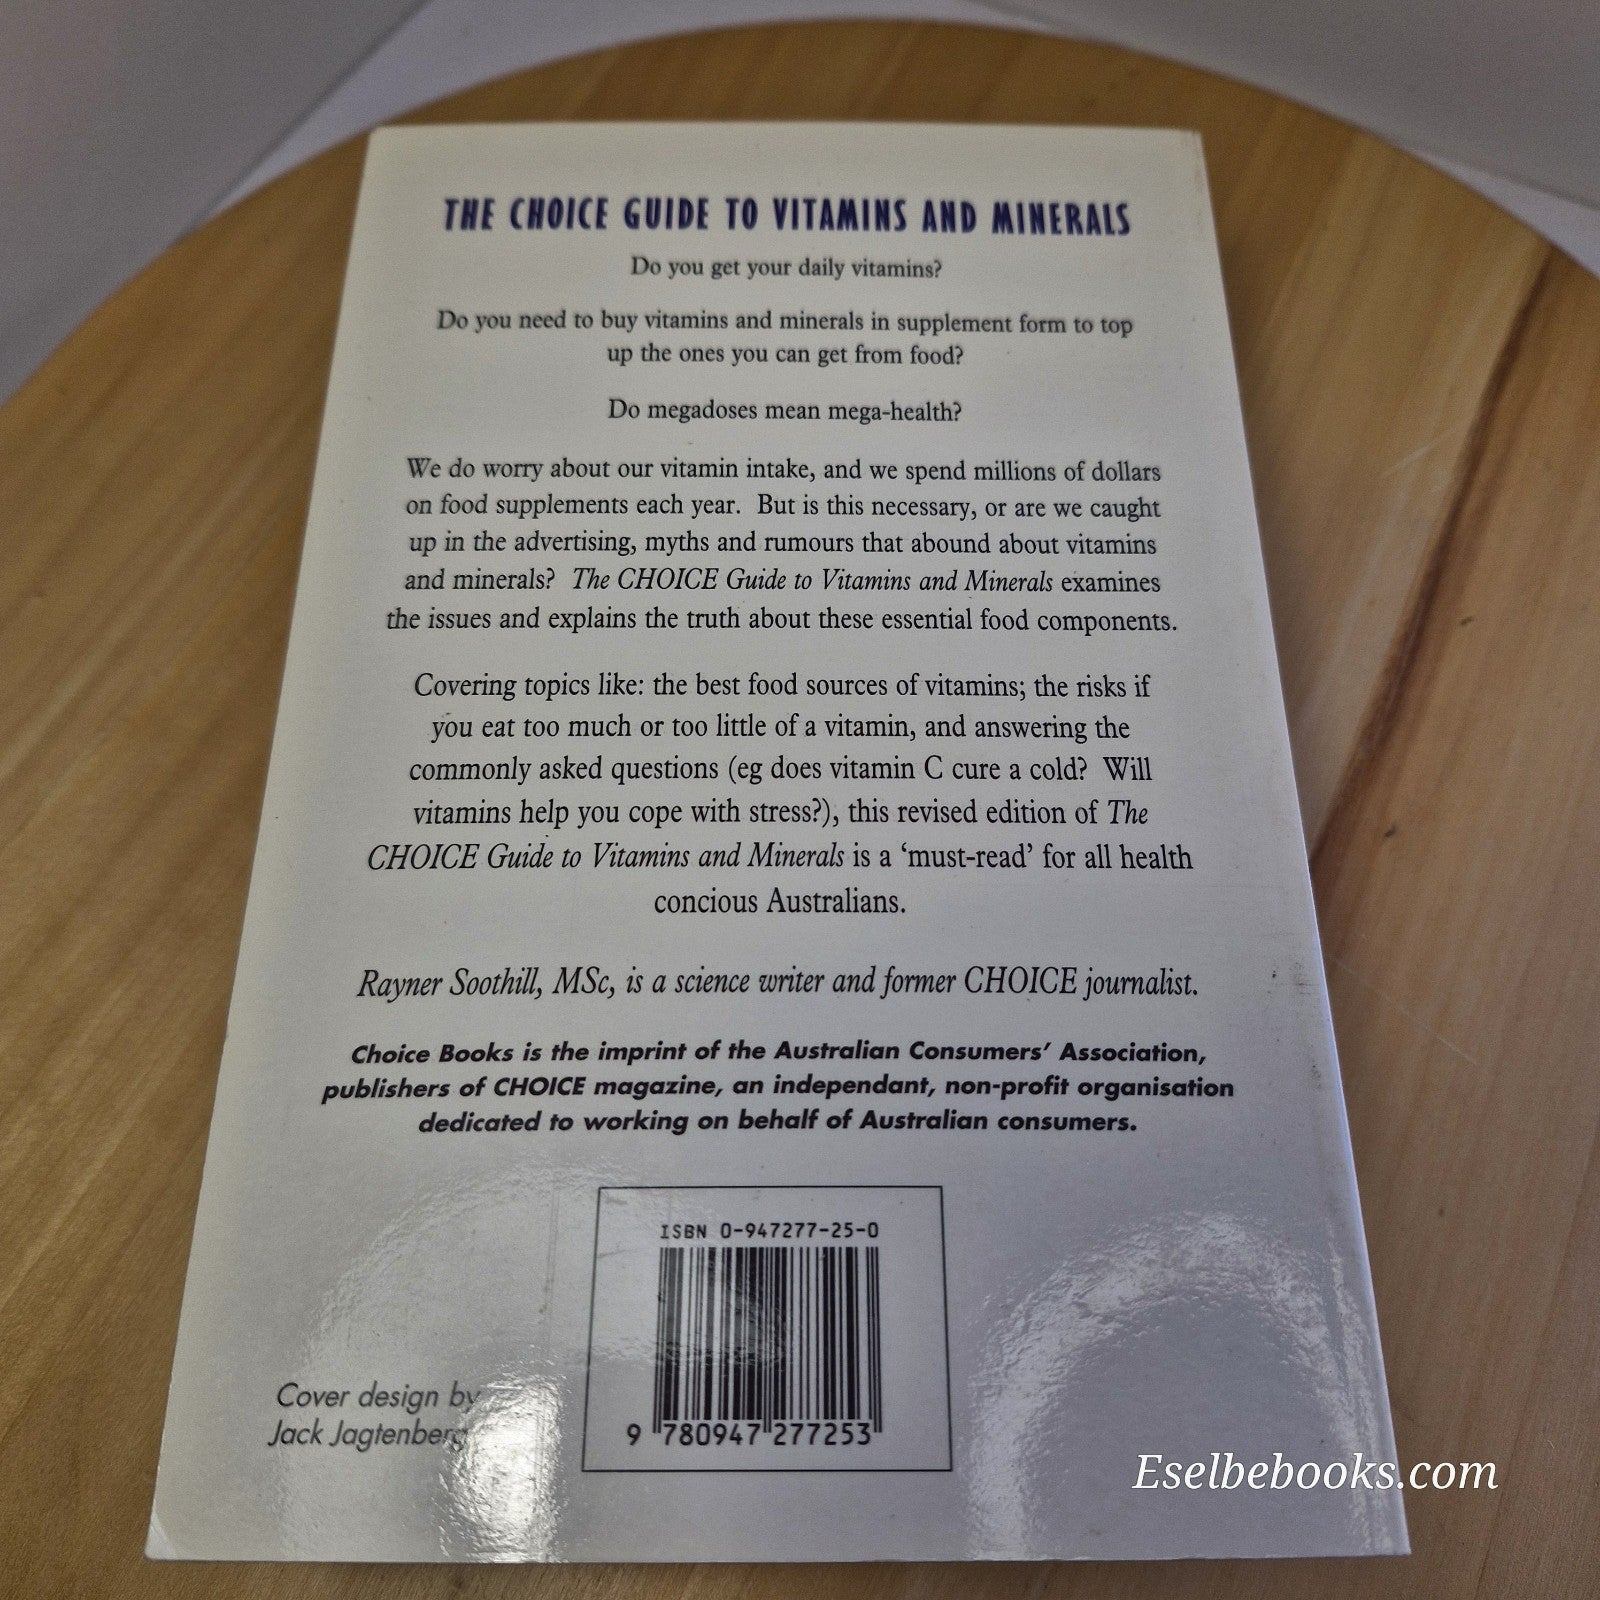 THE CHOICE GUIDE TO VITAMINS AND MINERALS
Do you get your daily vitamins?
Do you need to buy vitamins and minerals in supplement form to top
up the ones you can get from food?
Do megadoses mean mega-health?
We do worry about our vitamin intake, and we spend millions of dollars
on food supplements each year. But is this necessary, or are we caught
up in the advertising, myths and rumours that abound about vitamins
and minerals? The CHOICE Guide to Vitamins and Minerals examines
the issues and explains the truth about these essential food components.
Covering topics like: the best food sources of vitamins; the risks if
you eat too much or too little of a vitamin, and answering the
commonly asked questions (eg does vitamin C cure a cold? Will
vitamins help you cope with stress?), this revised edition of The
CHOICE Guide to Vitamins and Minerals is a ‘must-read’ for all health
concious Australians.
Rayner Soothill, MSc, is a science writer and former CHOICE journalist.
Choice Books is the imprint of the Australian Consumers’ Association,
publishers of CHOICE magazine, an independant, non-profit organisation
dedicated to working on behalf of Australian consumers.
ISBN 0-947277-25-0
9 780947 277253
Cover design by
Jack Jagtenberg
Eselbebooks.com